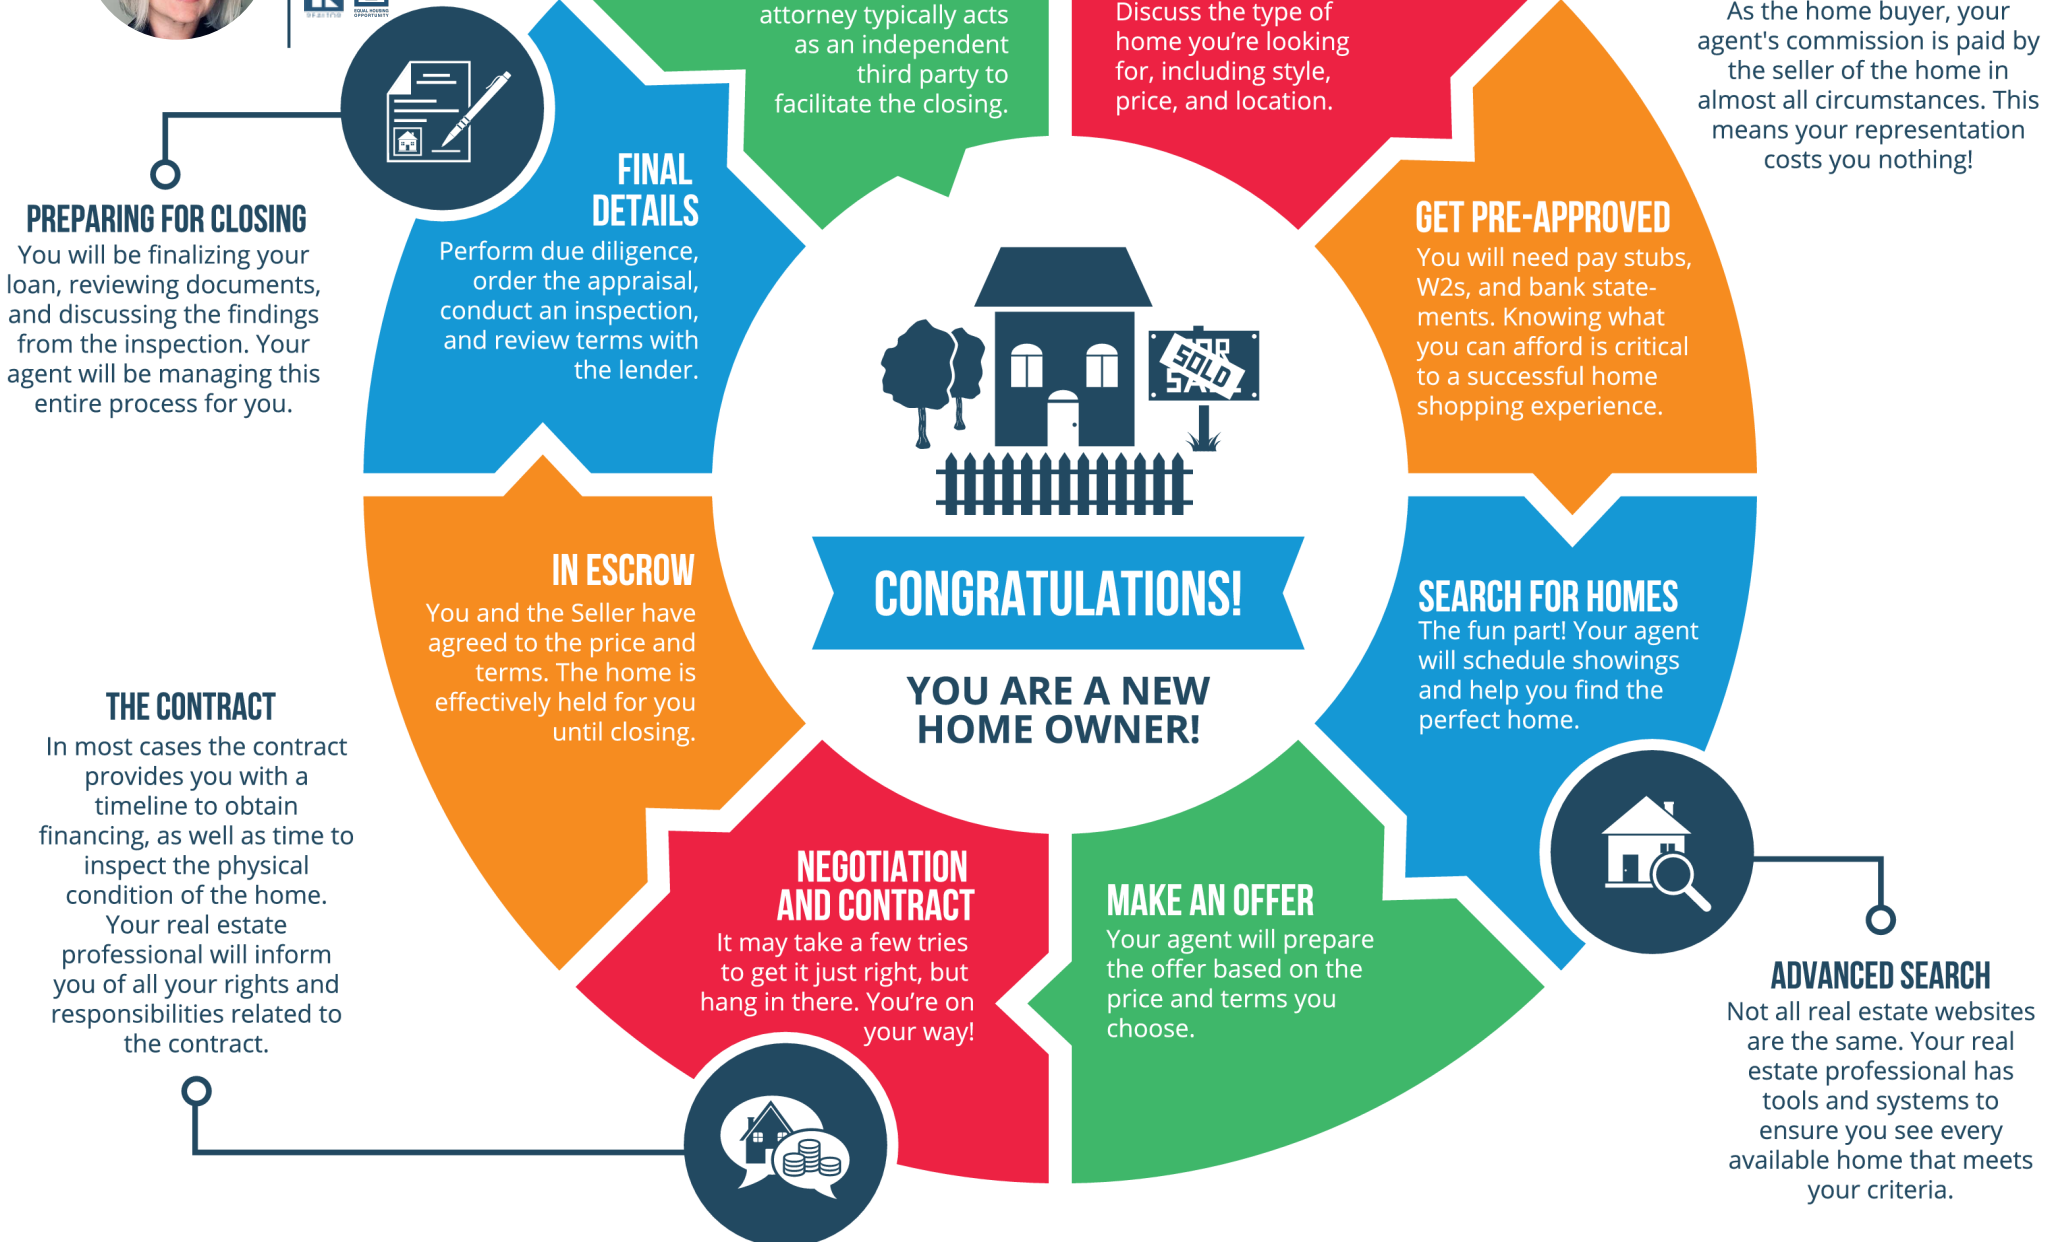 REALTOR
EQUAL HOUSING
OPPORTUNITY
attorney typically acts
as an independent
third party to
facilitate the closing.
Discuss the type of
home you’re looking
for, including style,
price, and location.
As the home buyer, your
agent's commission is paid by
the seller of the home in
almost all circumstances. This
means your representation
costs you nothing!
GET PRE-APPROVED
You will need pay stubs,
W2s, and bank state-
ments. Knowing what
you can afford is critical
to a successful home
shopping experience.
SEARCH FOR HOMES
The fun part! Your agent
will schedule showings
and help you find the
perfect home.
ADVANCED SEARCH
Not all real estate websites
are the same. Your real
estate professional has
tools and systems to
ensure you see every
available home that meets
your criteria.
MAKE AN OFFER
Your agent will prepare
the offer based on the
price and terms you
choose.
NEGOTIATION
AND CONTRACT
It may take a few tries
to get it just right, but
hang in there. You’re on
your way!
THE CONTRACT
In most cases the contract
provides you with a
timeline to obtain
financing, as well as time to
inspect the physical
condition of the home.
Your real estate
professional will inform
you of all your rights and
responsibilities related to
the contract.
IN ESCROW
You and the Seller have
agreed to the price and
terms. The home is
effectively held for you
until closing.
FINAL
DETAILS
Perform due diligence,
order the appraisal,
conduct an inspection,
and review terms with
the lender.
PREPARING FOR CLOSING
You will be finalizing your
loan, reviewing documents,
and discussing the findings
from the inspection. Your
agent will be managing this
entire process for you.
SOLD
CONGRATULATIONS!
YOU ARE A NEW
HOME OWNER!